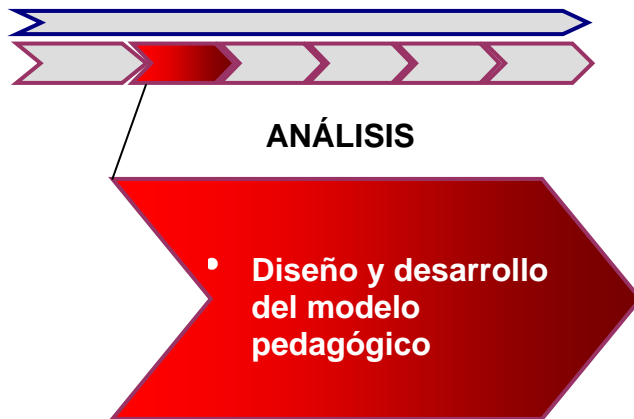 ANÁLISIS
• Diseño y desarrollo
del modelo
pedagógico